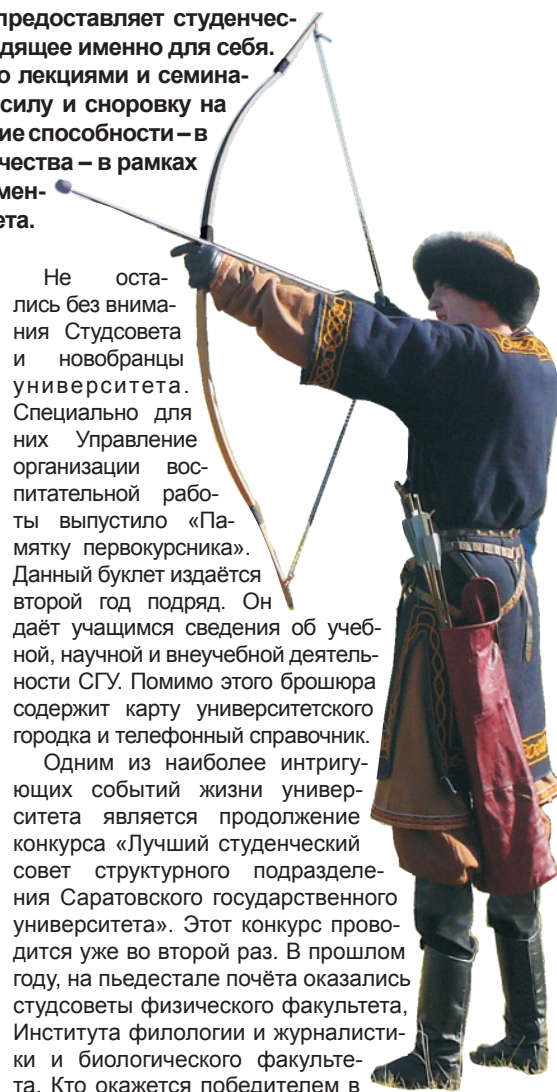 предоставляет студенчес-
дящее именно для себя.
о лекциями и семина-
силу и сноровку на
ие способности – в
чества – в рамках
мен-
ета.
Не оста-
лись без внима-
ния Студсовета
и новобранцы
университета.
Специально для
них Управление
организации вос-
питательной рабо-
ты выпустило «Па-
мятку первокурсника».
Данный буклет издаётся
второй год подряд. Он
даёт учащимся сведения об учеб-
ной, научной и внеучебной деятель-
ности СГУ. Помимо этого брошюра
содержит карту университетского
городка и телефонный справочник.
Одним из наиболее интригу-
ющих событий жизни универ-
ситета является продолжение
конкурса «Лучший студенческий
совет структурного подразделе-
ния Саратовского государственного
университета». Этот конкурс прово-
дится уже во второй раз. В прошлом
году, на пьедестале почёта оказались
студсоветы физического факультета,
Института филологии и журналисти-
ки и биологического факульте-
та. Кто окажется победителем в